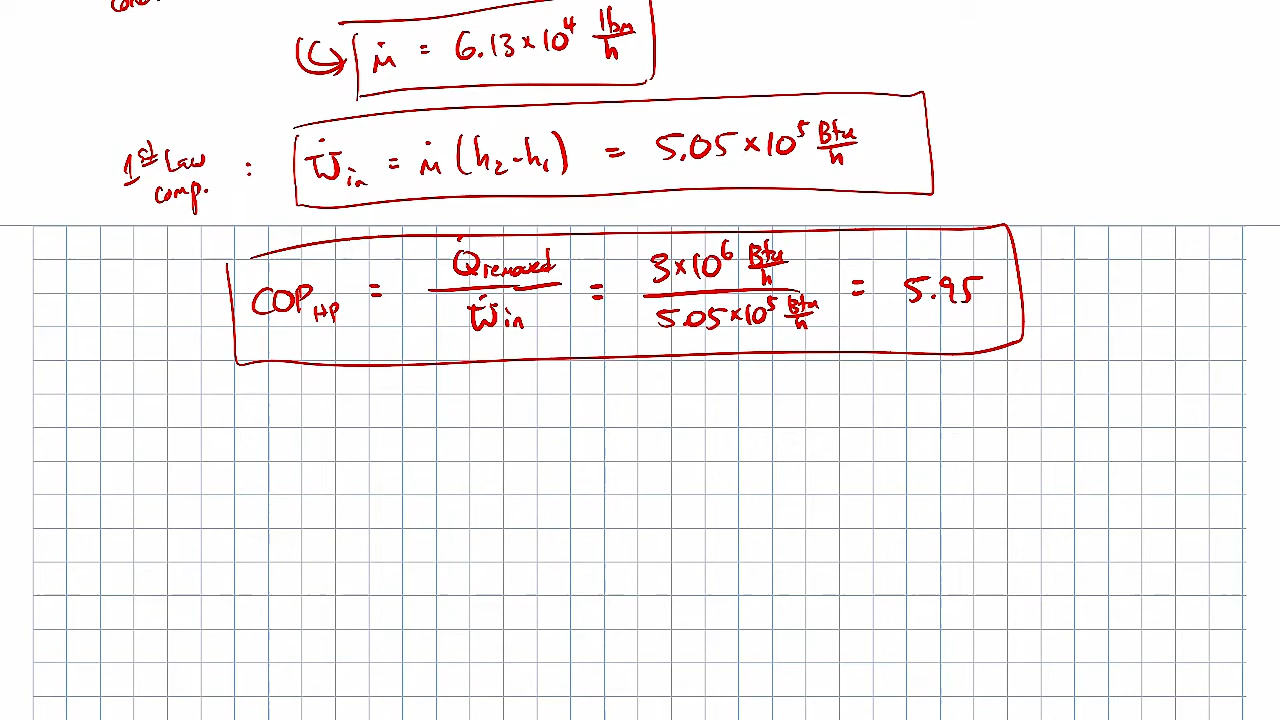 ṁ = 6.13×10⁴ lbm/h
1st Law comp. : Ẇin = ṁ (h₂-h₁) = 5.05×10⁵ Btu/h
COP_HP = Q̇removed/Ẇin = 3×10⁶ Btu/h / 5.05×10⁵ Btu/h = 5.95